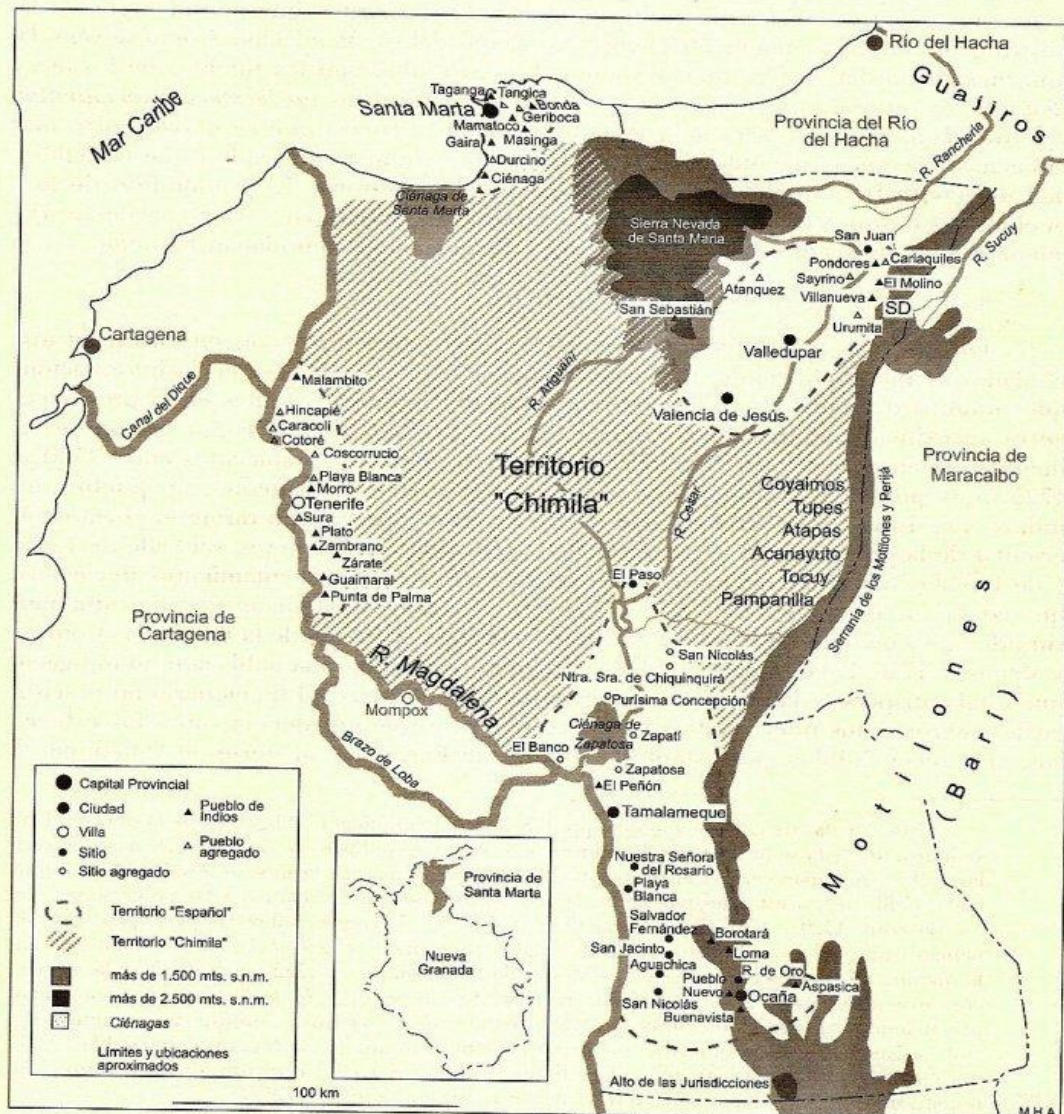 Río del Hacha
Guajiros
Mar Caribe
Taganga
Tangica
Santa Marta
Bonda
Geriboca
Mamatoco
Masinga
Gaira
Durcino
Ciénaga
Ciénaga de
Santa Marta
Provincia del Río
del Hacha
R. Ranchería
R. Sucuy
Sierra Nevada
de Santa Maria
San Juan
Pondores
Cariaquiles
Sayrino
El Molino
Atanquez
Villanueva
SD
San Sebastián
Urumita
Valledupar
Cartagena
Canal del Dique
Malambito
R. Ariguaní
Valencia de Jesús
Hincapié
Caracoli
Cotoré
Coscorrucio
Playa Blanca
Morro
Tenerife
Sura
Plato
Zambrano
Zárate
Guaimaral
Punta de Palma
Territorio
"Chimila"
R. Cesar
Coyaimos
Tupes
Atapas
Acanayuto
Tocuy
Pampanilla
Provincia de
Maracaibo
Serranía de los Motilones y Perijá
El Paso
Provincia de
Cartagena
R. Magdalena
Mompox
Brazo de Loba
San Nicolás
Ntra. Sra. de Chiquinquirá
Purísima Concepción
Ciénaga de
Zapatosa
Zapatí
El Banco
Zapatosa
El Peñón
Tamalameque
Motilones
(Barí)
Nuestra Señora
del Rosario
Playa
Blanca
Salvador
Fernández
Borotará
San Jacinto
Loma
Aguachica
Pueblo
Nuevo
R. de Oro
Aspasica
San Nicolás
Ocaña
Buenavista
Alto de las Jurisdicciones
Capital Provincial
Ciudad
Villa
Sitio
Sitio agregado
Pueblo de
Indios
Pueblo
agregado
Territorio "Español"
Territorio "Chimila"
más de 1.500 mts. s.n.m.
más de 2.500 mts. s.n.m.
Ciénagas
Límites y ubicaciones
aproximados
Provincia de
Santa Marta
Nueva
Granada
100 km
MHA